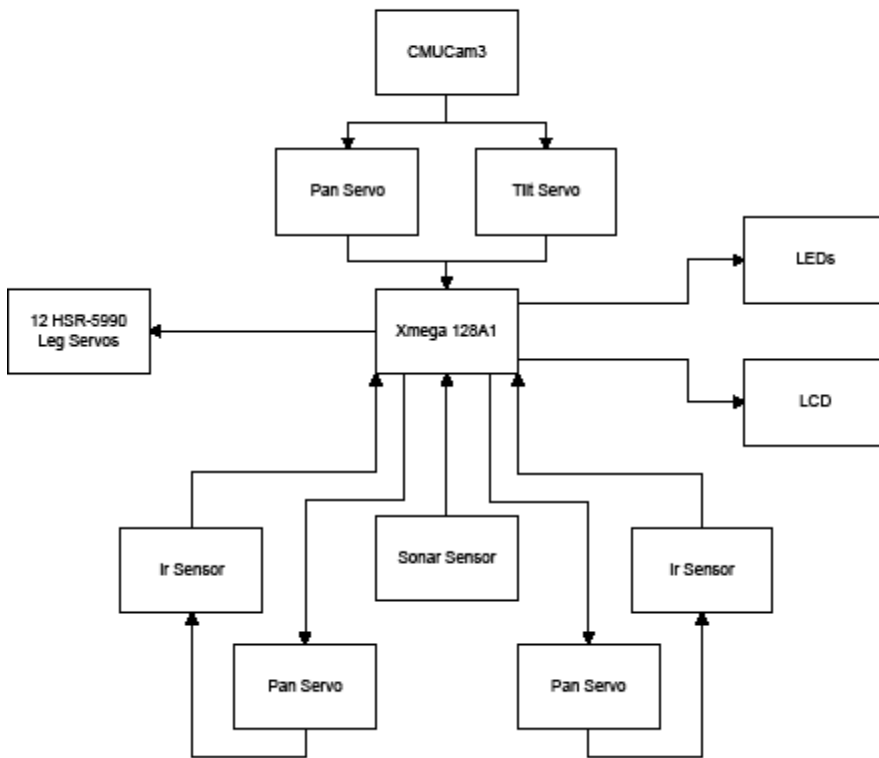 CMUCam3
Pan Servo
Tilt Servo
LEDs
12 HSR-5990
Leg Servos
Xmega 128A1
LCD
Ir Sensor
Sonar Sensor
Ir Sensor
Pan Servo
Pan Servo